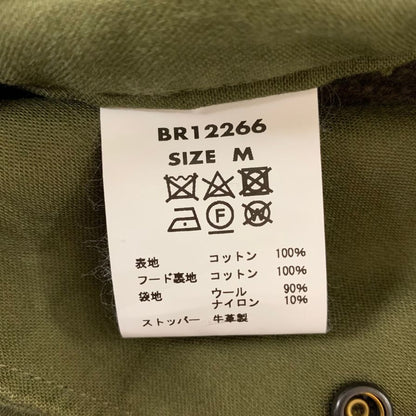 BR12266
SIZE M
表地 コットン 100%
フード裏地 コットン 100%
袋地 ウール 90%
ナイロン 10%
ストッパー 牛革製